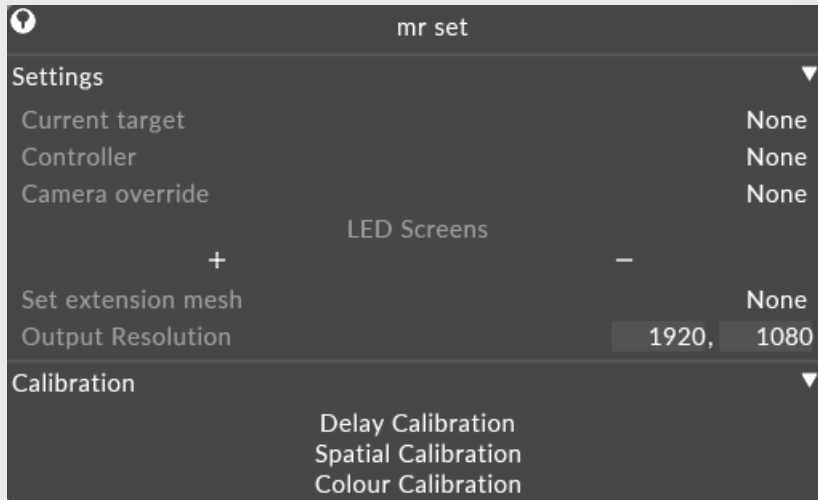 mr set
Settings
Current target None
Controller None
Camera override None
LED Screens
+ −
Set extension mesh None
Output Resolution 1920, 1080
Calibration
Delay Calibration
Spatial Calibration
Colour Calibration